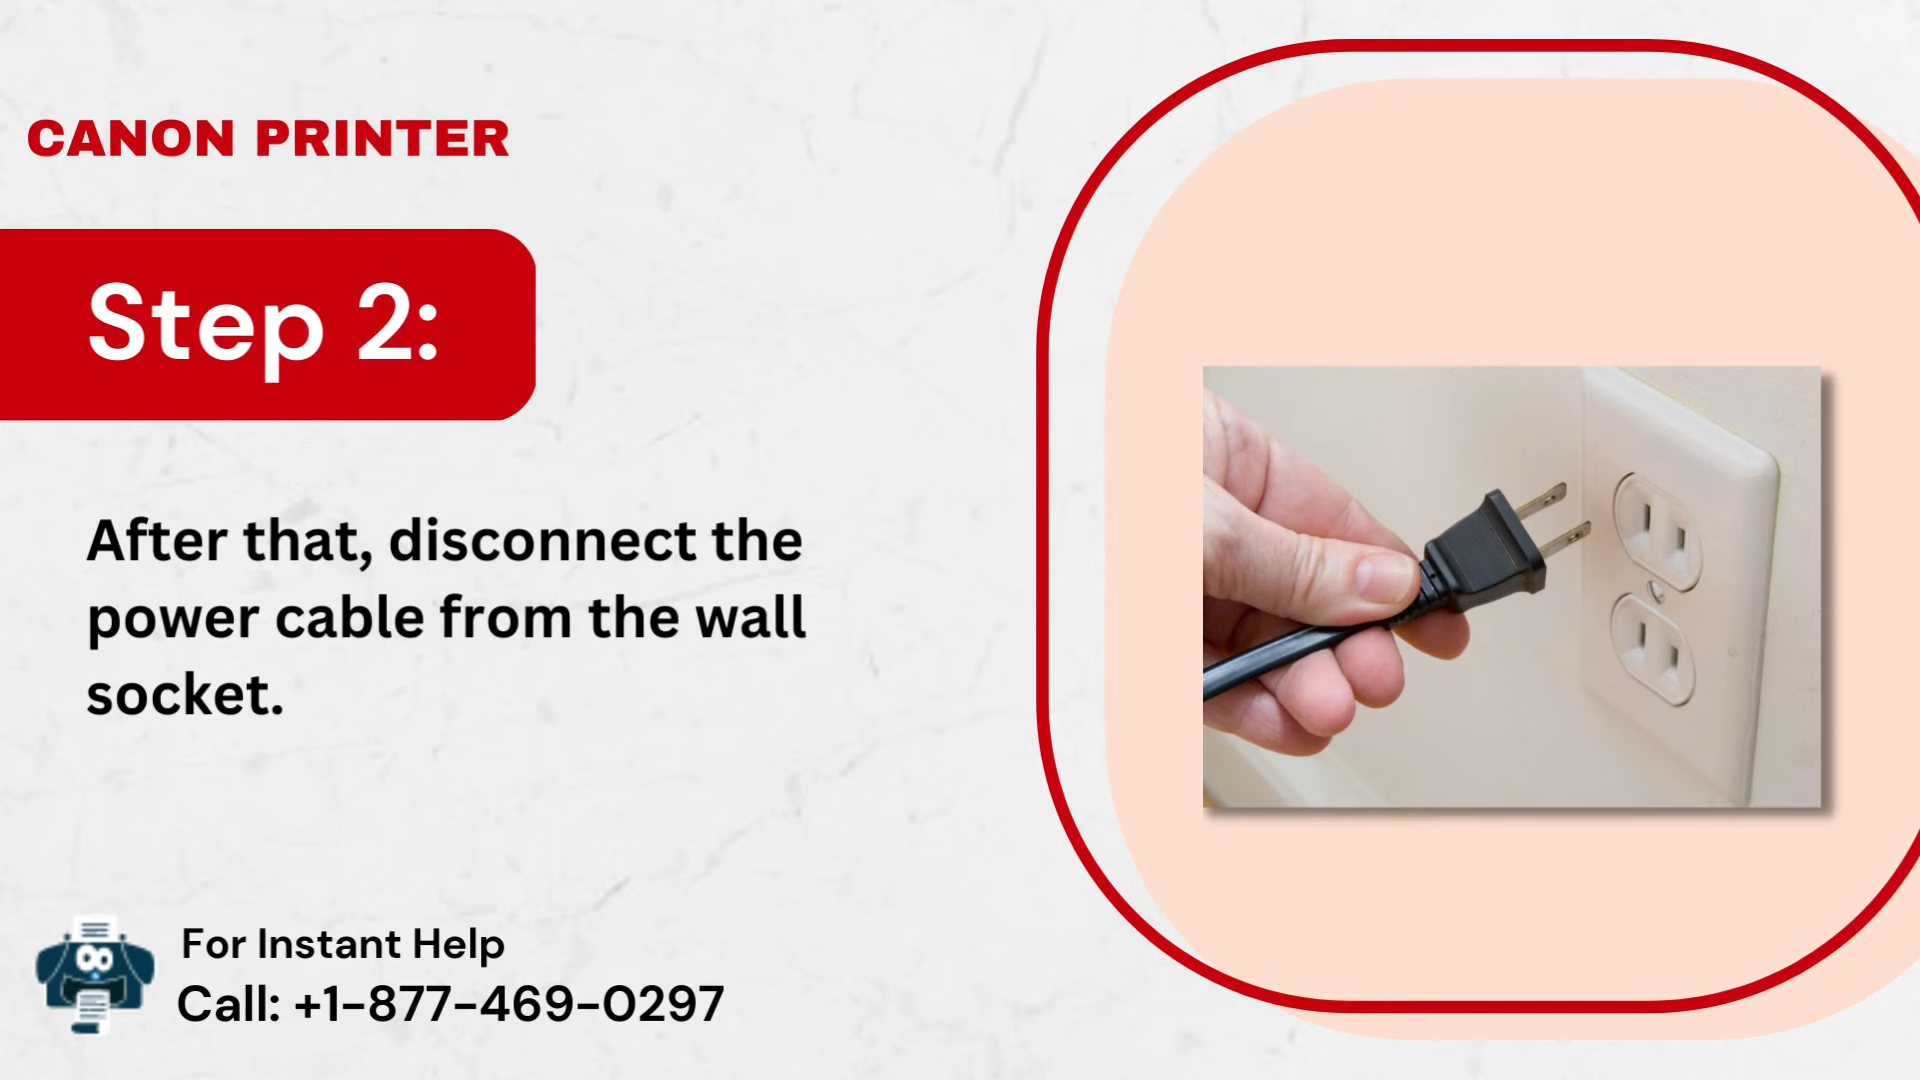 CANON PRINTER
Step 2:
After that, disconnect the
power cable from the wall
socket.
For Instant Help
Call: +1-877-469-0297